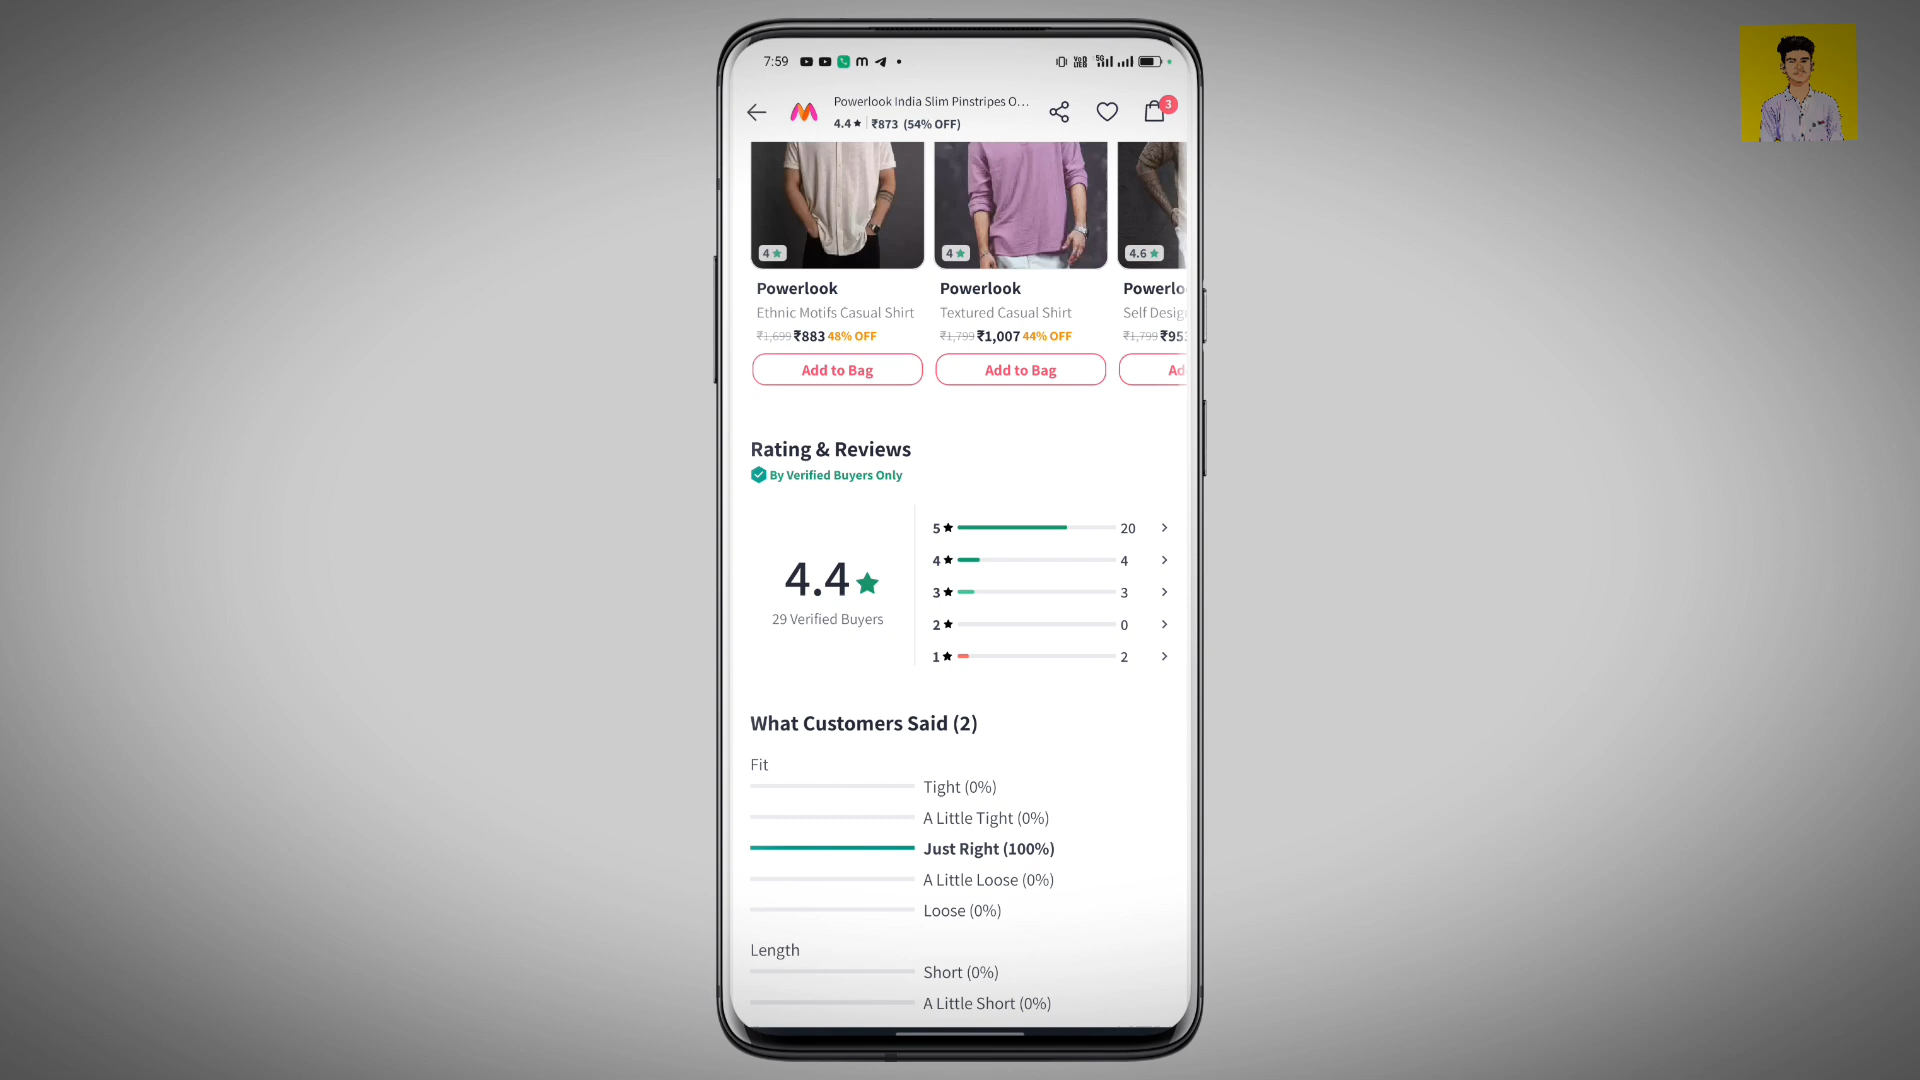 7:59
Powerlook India Slim Pinstripes O...
4.4★ ₹873 (54% OFF)
3
4★
4★
4.6★
Powerlook
Powerlook
Powerlo
Ethnic Motifs Casual Shirt
Textured Casual Shirt
Self Desig
₹1,699 ₹883 48% OFF
₹1,799 ₹1,007 44% OFF
₹1,799 ₹95
Add to Bag
Add to Bag
Ad
Rating & Reviews
By Verified Buyers Only
4.4★
29 Verified Buyers
5★ 20
4★ 4
3★ 3
2★ 0
1★ 2
What Customers Said (2)
Fit
Tight (0%)
A Little Tight (0%)
Just Right (100%)
A Little Loose (0%)
Loose (0%)
Length
Short (0%)
A Little Short (0%)